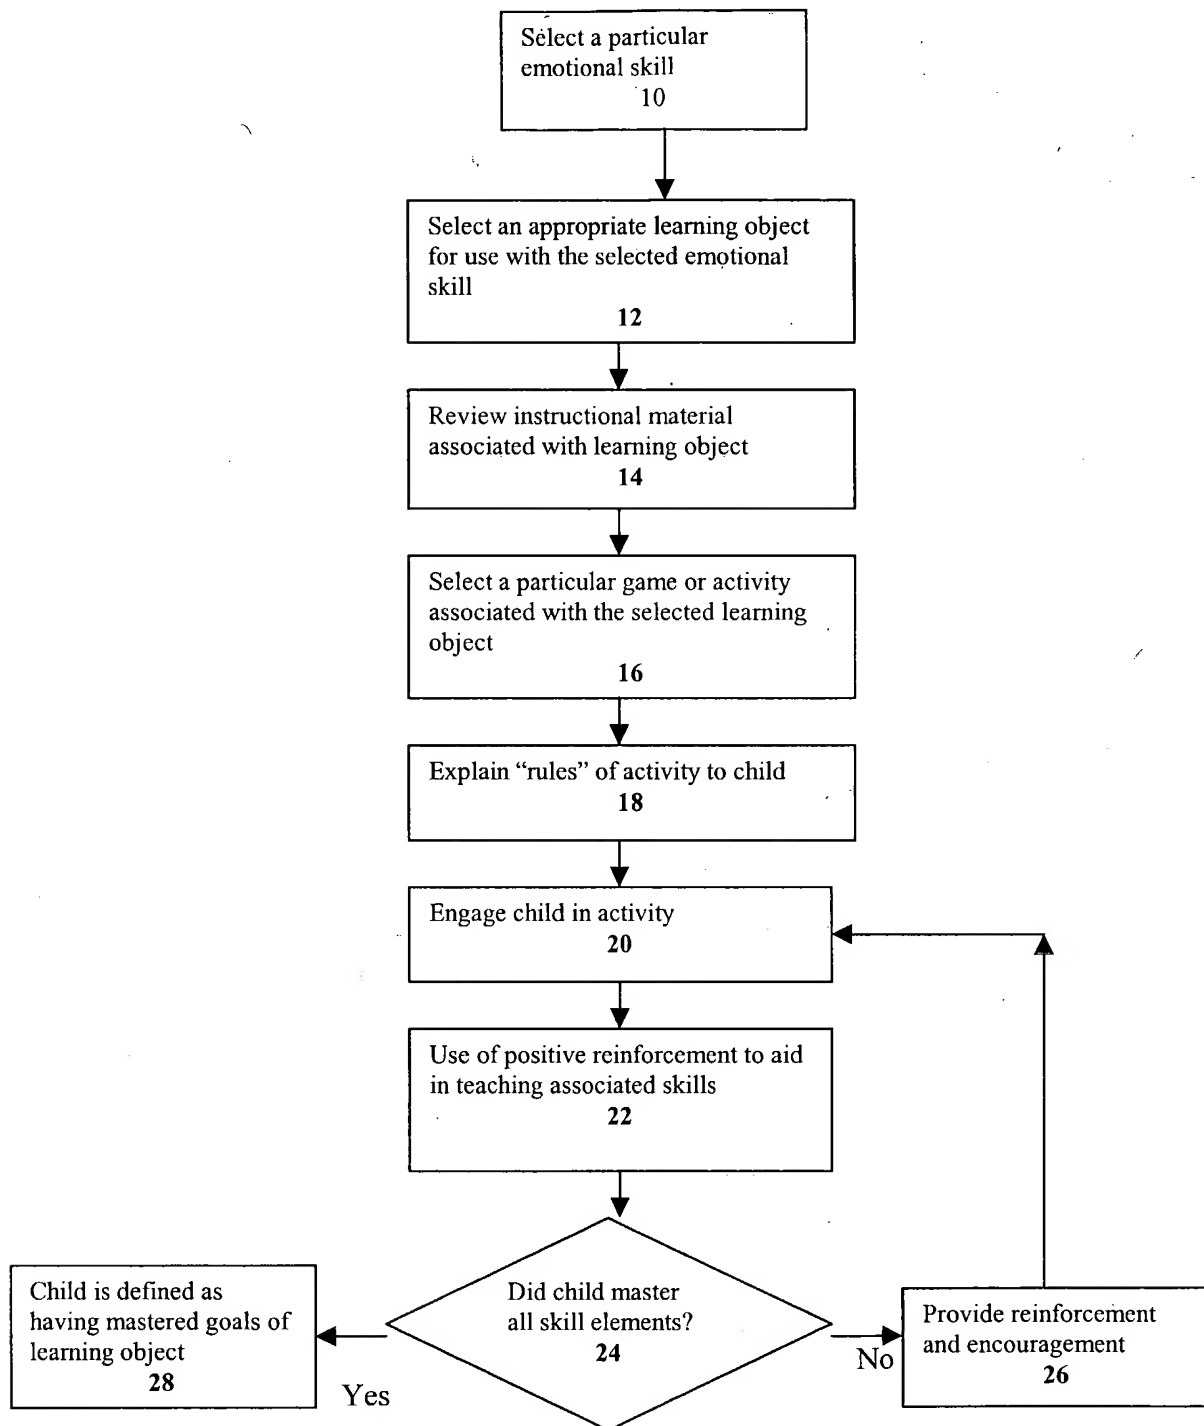 Select a particular
emotional skill
10
Select an appropriate learning object
for use with the selected emotional
skill
12
Review instructional material
associated with learning object
14
Select a particular game or activity
associated with the selected learning
object
16
Explain “rules” of activity to child
18
Engage child in activity
20
Use of positive reinforcement to aid
in teaching associated skills
22
Did child master
all skill elements?
24
Child is defined as
having mastered goals of
learning object
28
Yes
No
Provide reinforcement
and encouragement
26